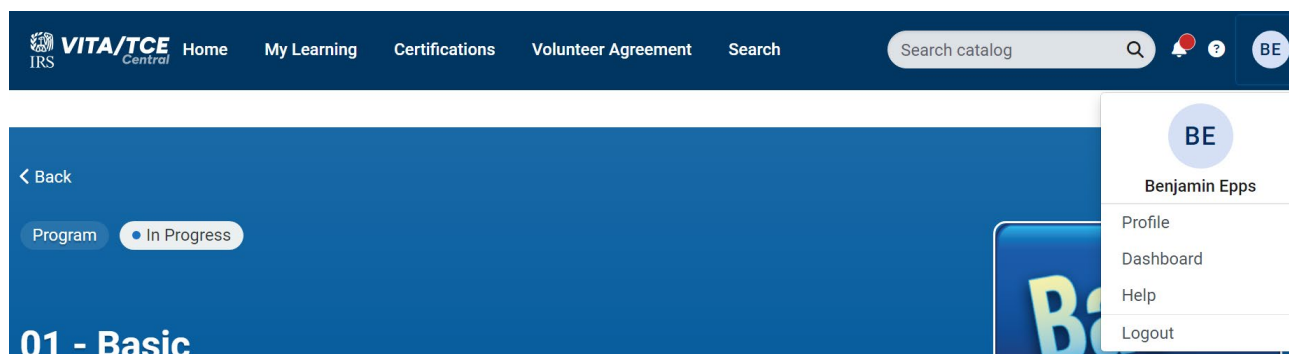 VITA/TCE
Central
IRS
Home My Learning Certifications Volunteer Agreement Search
Search catalog
?
BE
BE
Benjamin Epps
Profile
Dashboard
Help
Logout
Back
Program In Progress
01 - Basic
Ba